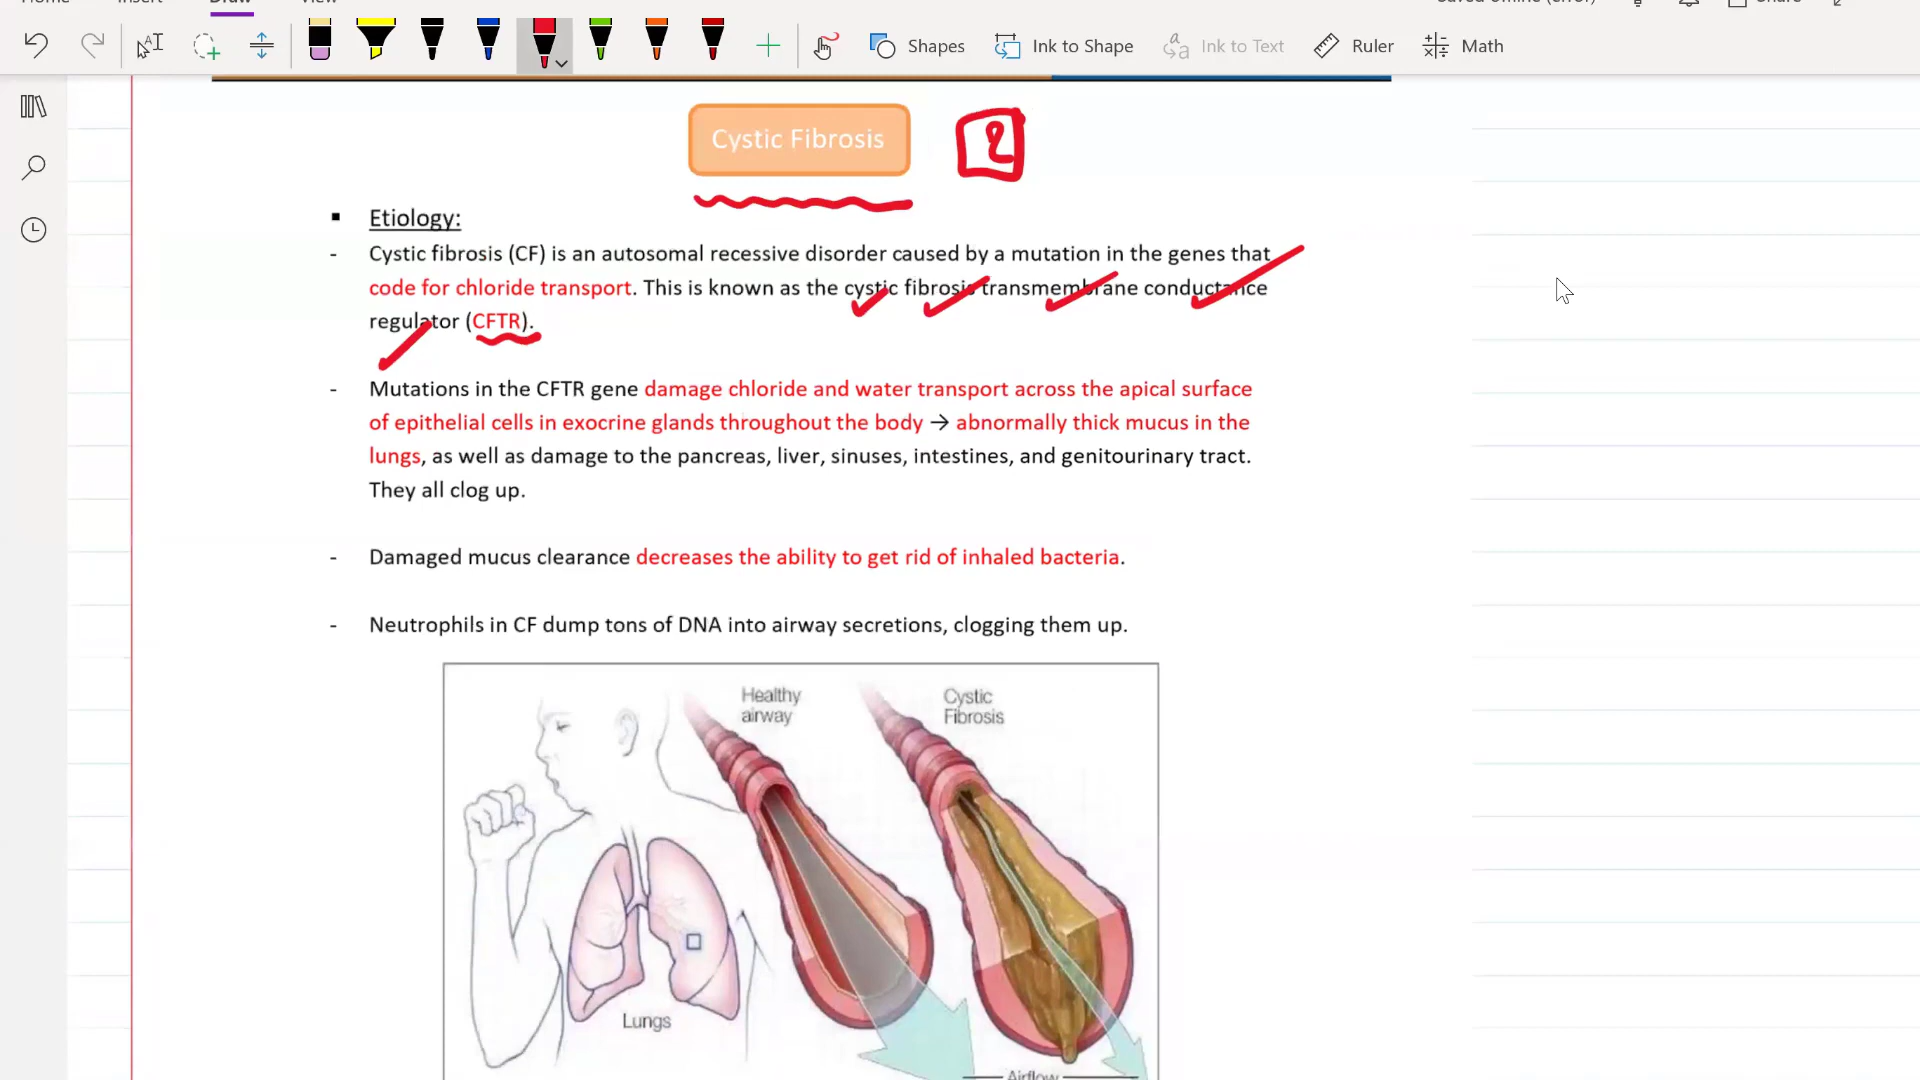 Shapes
Ink to Shape
Ink to Text
Ruler
Math
Cystic Fibrosis
2
Etiology:
- Cystic fibrosis (CF) is an autosomal recessive disorder caused by a mutation in the genes that
code for chloride transport. This is known as the cystic fibrosis transmembrane conductance
regulator (CFTR).
- Mutations in the CFTR gene damage chloride and water transport across the apical surface
of epithelial cells in exocrine glands throughout the body → abnormally thick mucus in the
lungs, as well as damage to the pancreas, liver, sinuses, intestines, and genitourinary tract.
They all clog up.
- Damaged mucus clearance decreases the ability to get rid of inhaled bacteria.
- Neutrophils in CF dump tons of DNA into airway secretions, clogging them up.
Healthy
airway
Cystic
Fibrosis
Lungs
Airflow